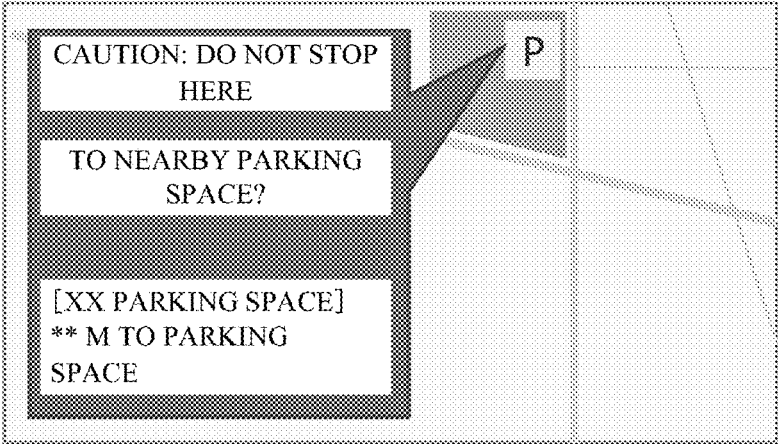 CAUTION: DO NOT STOP
HERE
P
TO NEARBY PARKING
SPACE?
[XX PARKING SPACE]
** M TO PARKING
SPACE